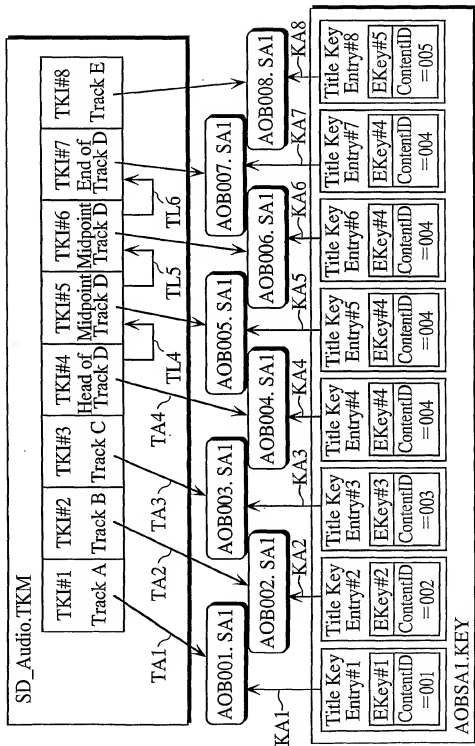 SD_Audio.TKM
TKI#1
Track A
TKI#2
Track B
TKI#3
Track C
TKI#4
Head of
Track D
TKI#5
Midpoint
Track D
TKI#6
Midpoint
Track D
TKI#7
End of
Track D
TKI#8
Track E
TA1
TA2
TA3
TA4
TL4
TL5
TL6
AOB001. SA1
AOB002. SA1
AOB003. SA1
AOB004. SA1
AOB005. SA1
AOB006. SA1
AOB007. SA1
AOB008. SA1
KA1
KA2
KA3
KA4
KA5
KA6
KA7
KA8
Title Key
Entry#1
EKey#1
ContentID
=001
Title Key
Entry#2
EKey#2
ContentID
=002
Title Key
Entry#3
EKey#3
ContentID
=003
Title Key
Entry#4
EKey#4
ContentID
=004
Title Key
Entry#5
EKey#4
ContentID
=004
Title Key
Entry#6
EKey#4
ContentID
=004
Title Key
Entry#7
EKey#4
ContentID
=004
Title Key
Entry#8
EKey#5
ContentID
=005
AOBSA1.KEY